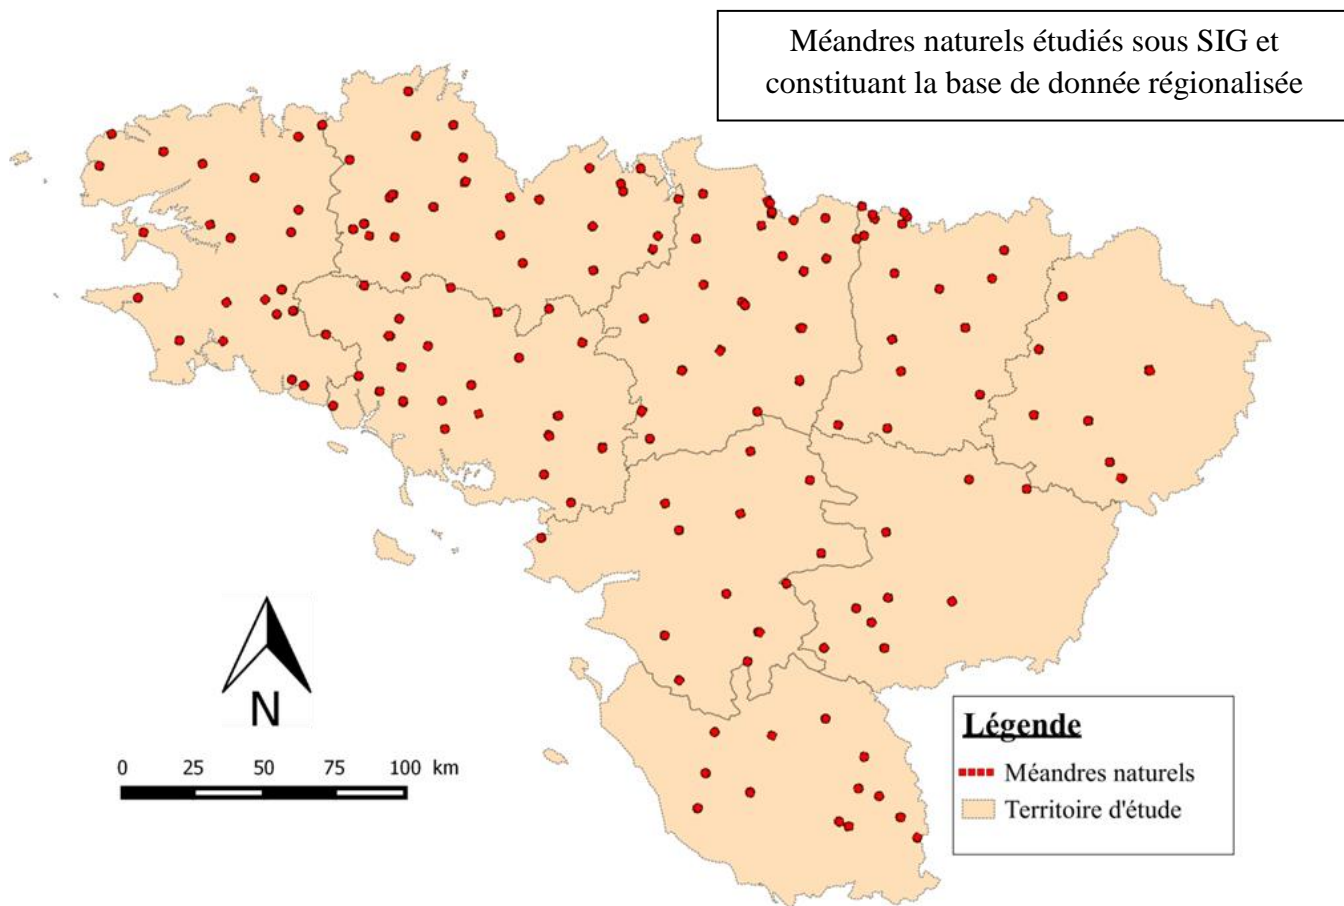 Méandres naturels étudiés sous SIG et
constituant la base de donnée régionalisée
N
0 25 50 75 100 km
Légende
Méandres naturels
Territoire d'étude